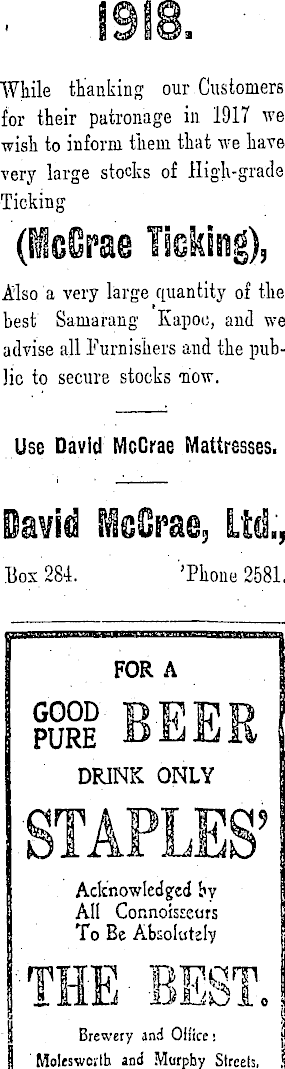 1918.
While thanking our Customers
for their patronage in 1917 we
wish to inform them that we have
very large stocks of High-grade
Ticking
(McCrae Ticking),
Also a very large quantity of the
best Samarang Kapoc, and we
advise all Furnishers and the pub-
lic to secure stocks now.
Use David McCrae Mattresses.
David McCrae, Ltd.,
Box 284. 'Phone 2581.
FOR A
GOOD PURE BEER
DRINK ONLY
STAPLES'
Acknowledged by
All Connoisseurs
To Be Absolutely
THE BEST.
Brewery and Office:
Molesworth and Murphy Streets,